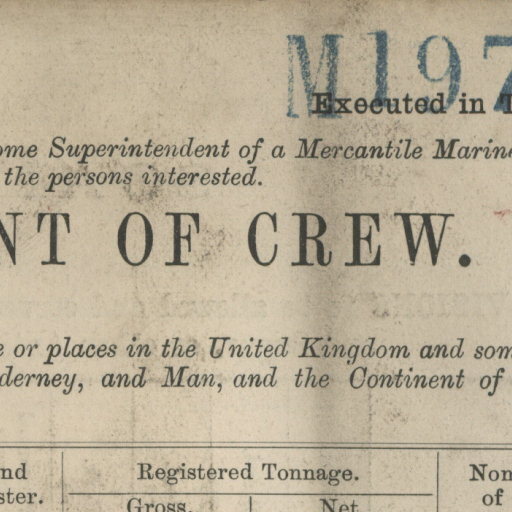 M197
Executed in
ome Superintendent of a Mercantile Marine
the persons interested.
NT OF CREW.
e or places in the United Kingdom and som
derney, and Man, and the Continent of
nd Registered Tonnage. Nom
ster. Gross. Net. of